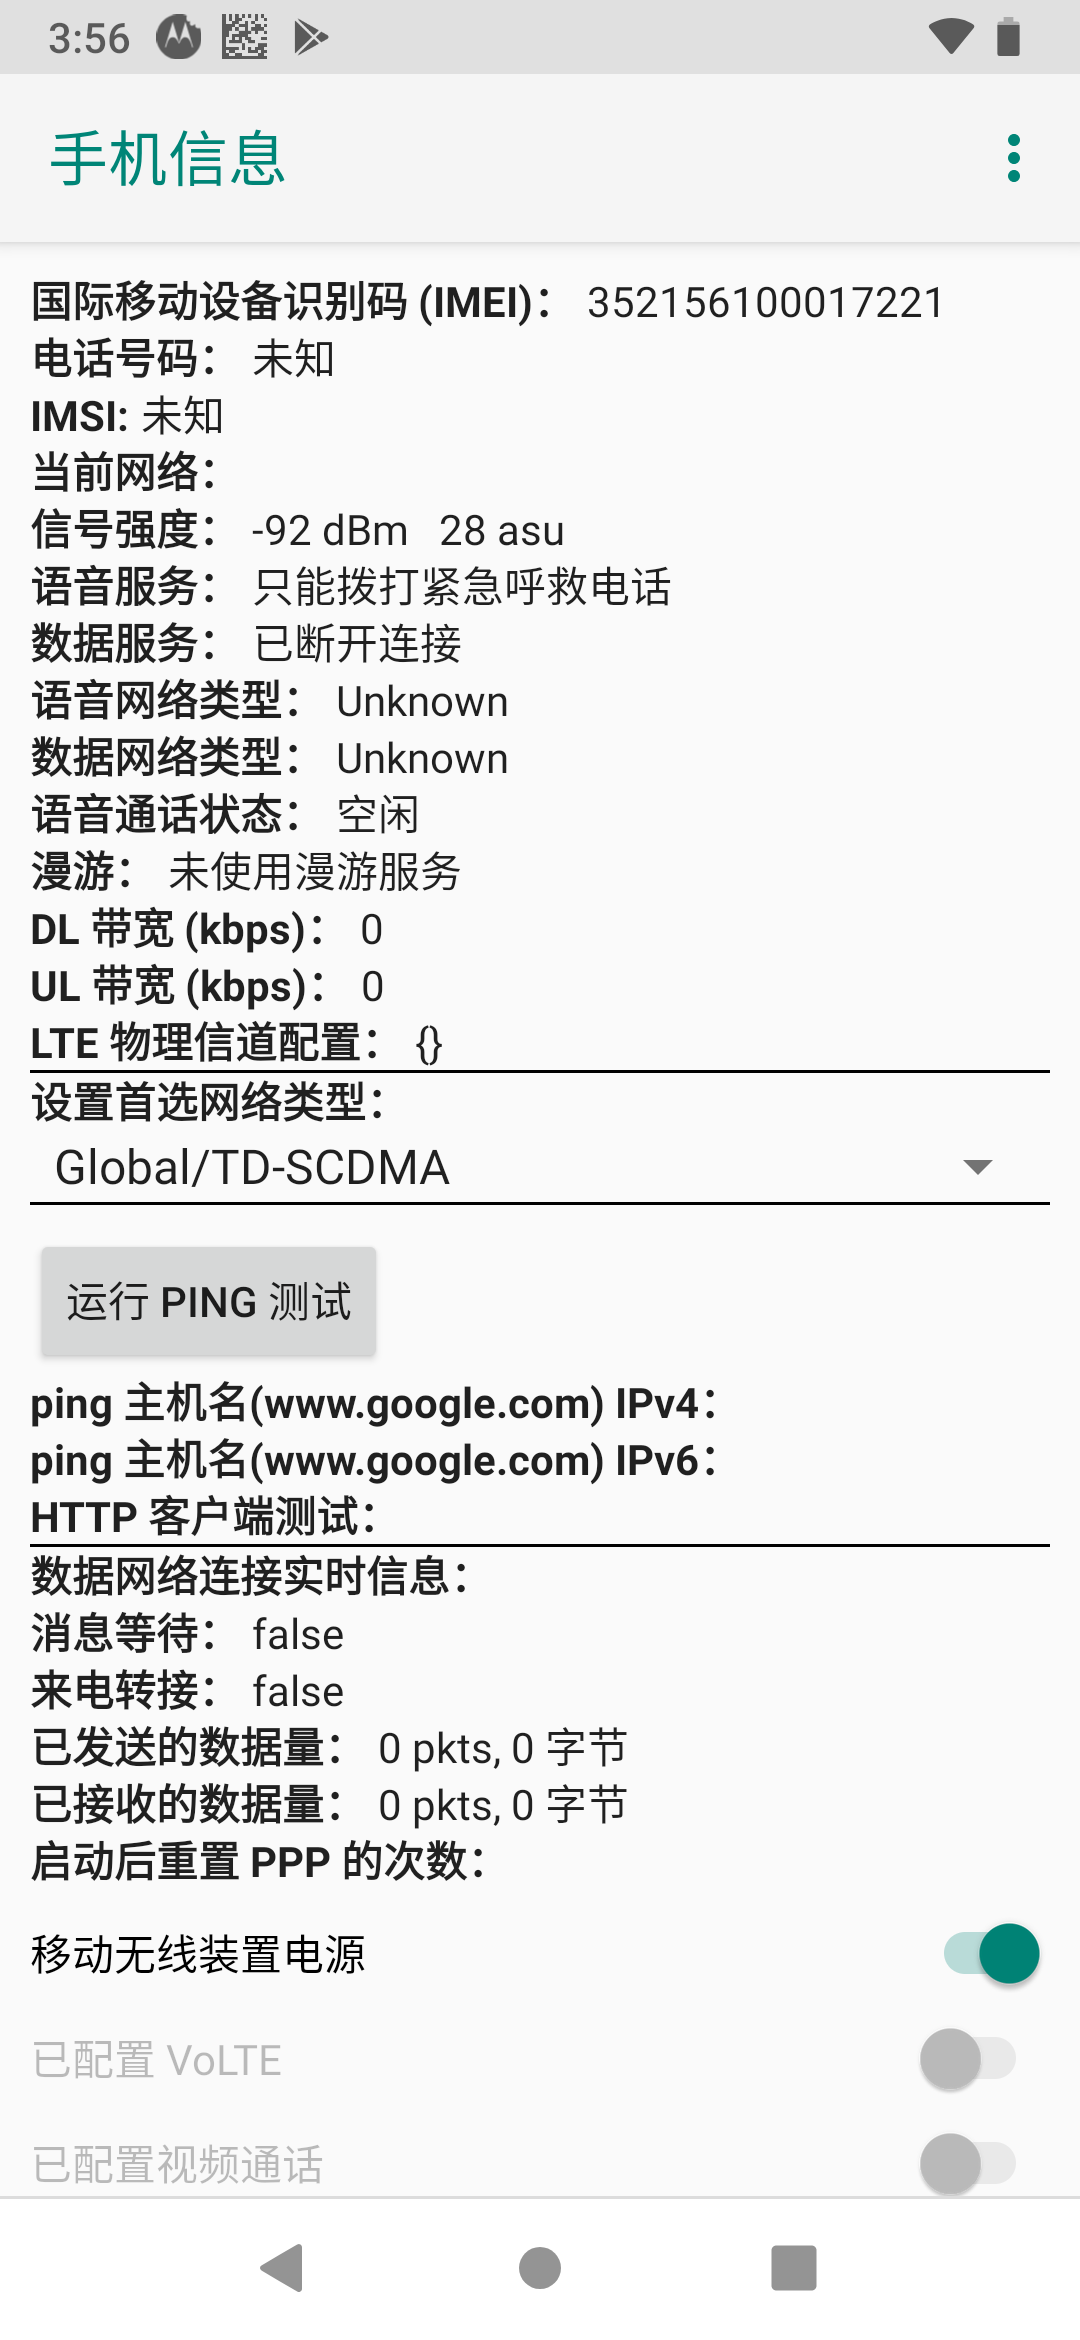 3:56
手机信息
国际移动设备识别码 (IMEI)： 352156100017221
电话号码： 未知
IMSI: 未知
当前网络：
信号强度： -92 dBm   28 asu
语音服务： 只能拨打紧急呼救电话
数据服务： 已断开连接
语音网络类型： Unknown
数据网络类型： Unknown
语音通话状态： 空闲
漫游： 未使用漫游服务
DL 带宽 (kbps)： 0
UL 带宽 (kbps)： 0
LTE 物理信道配置： {}
设置首选网络类型：
Global/TD-SCDMA
运行 PING 测试
ping 主机名(www.google.com) IPv4：
ping 主机名(www.google.com) IPv6：
HTTP 客户端测试：
数据网络连接实时信息：
消息等待： false
来电转接： false
已发送的数据量： 0 pkts, 0 字节
已接收的数据量： 0 pkts, 0 字节
启动后重置 PPP 的次数：
移动无线装置电源
已配置 VoLTE
已配置视频通话